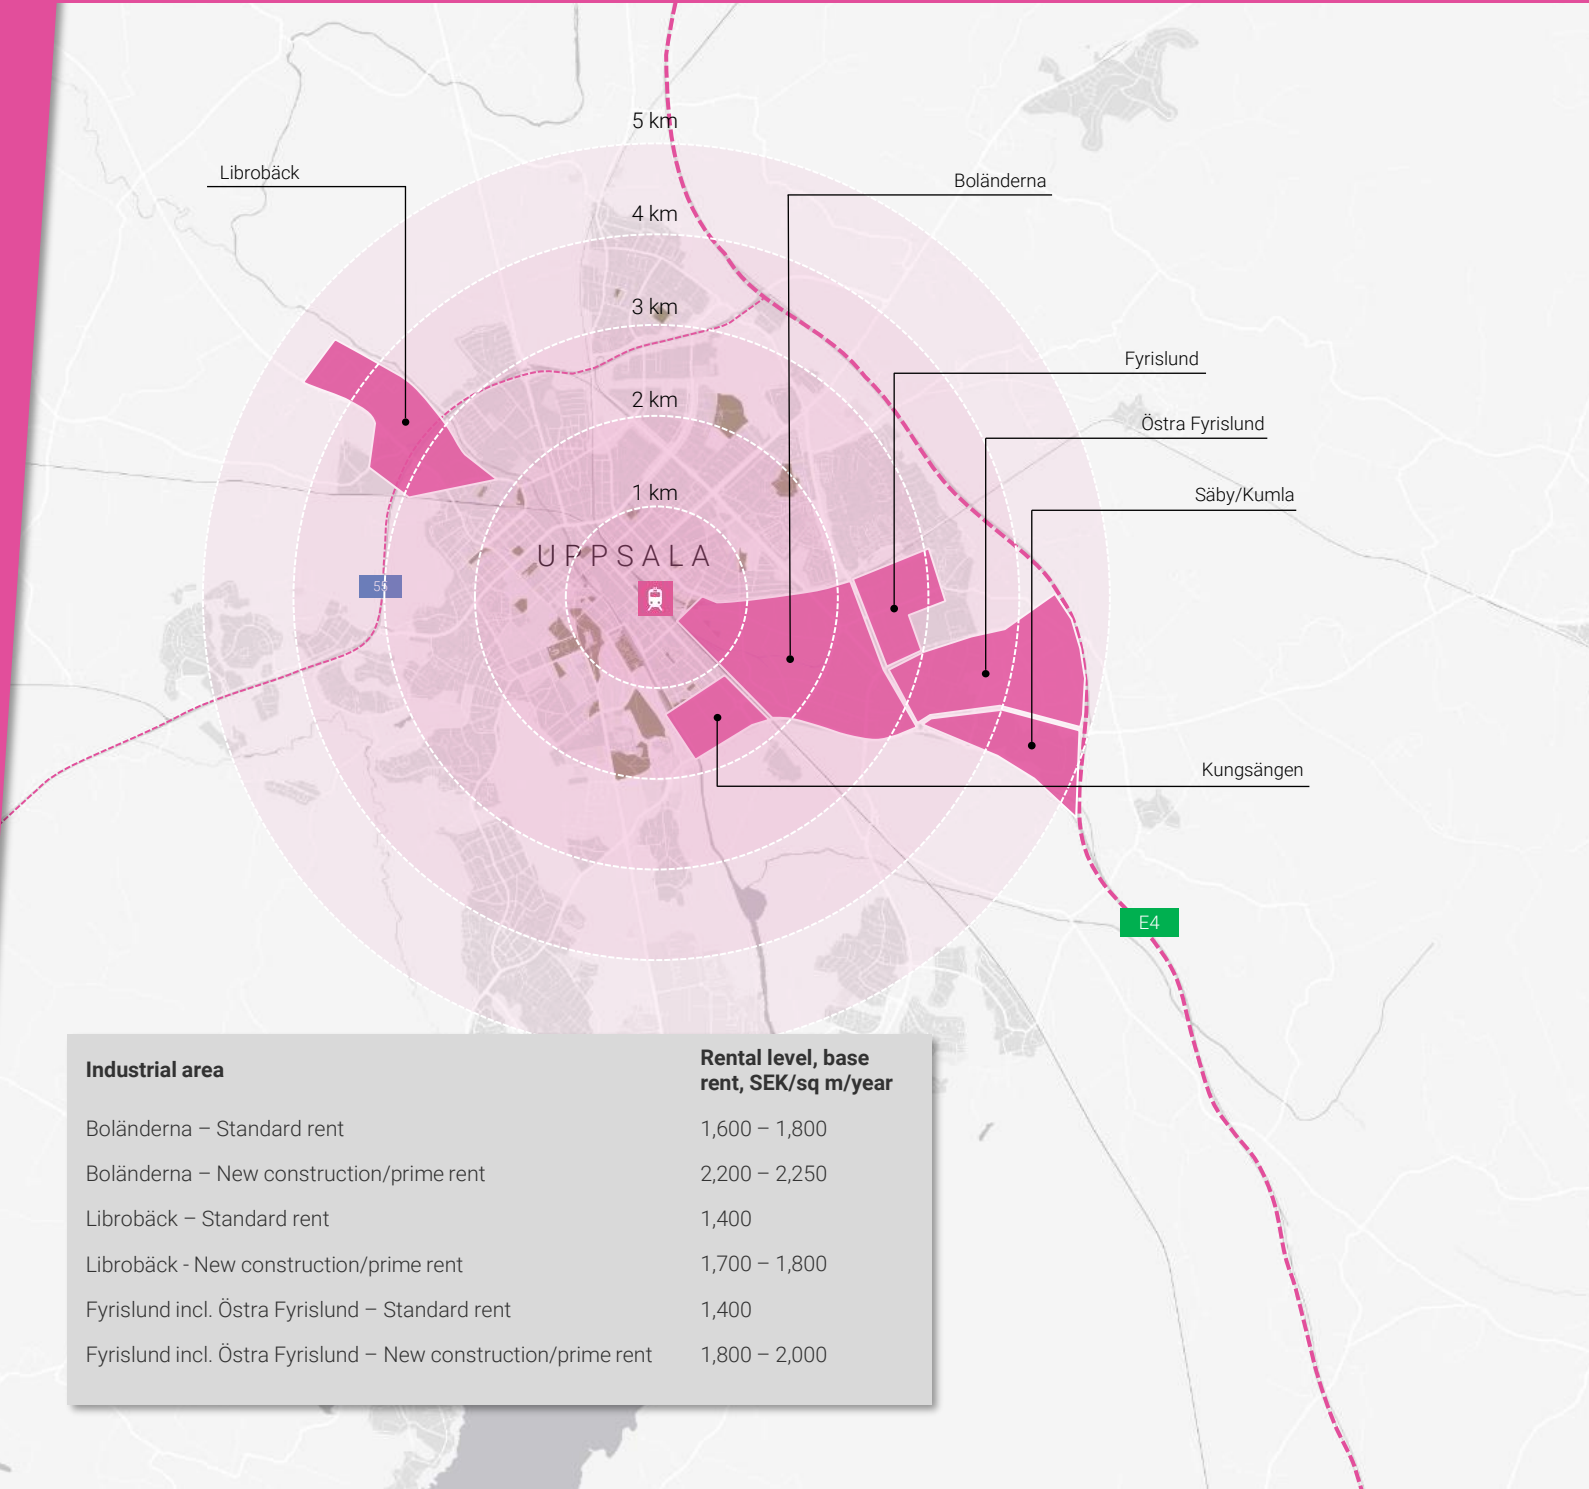 5 km
Librobäck
Boländerna
4 km
3 km
Fyrislund
2 km
Östra Fyrislund
1 km
Säby/Kumla
UPPSALA
55
Kungsängen
E4
Industrial area
Rental level, base
rent, SEK/sq m/year
Boländerna – Standard rent 1,600 – 1,800
Boländerna – New construction/prime rent 2,200 – 2,250
Librobäck – Standard rent 1,400
Librobäck - New construction/prime rent 1,700 – 1,800
Fyrislund incl. Östra Fyrislund – Standard rent 1,400
Fyrislund incl. Östra Fyrislund – New construction/prime rent 1,800 – 2,000